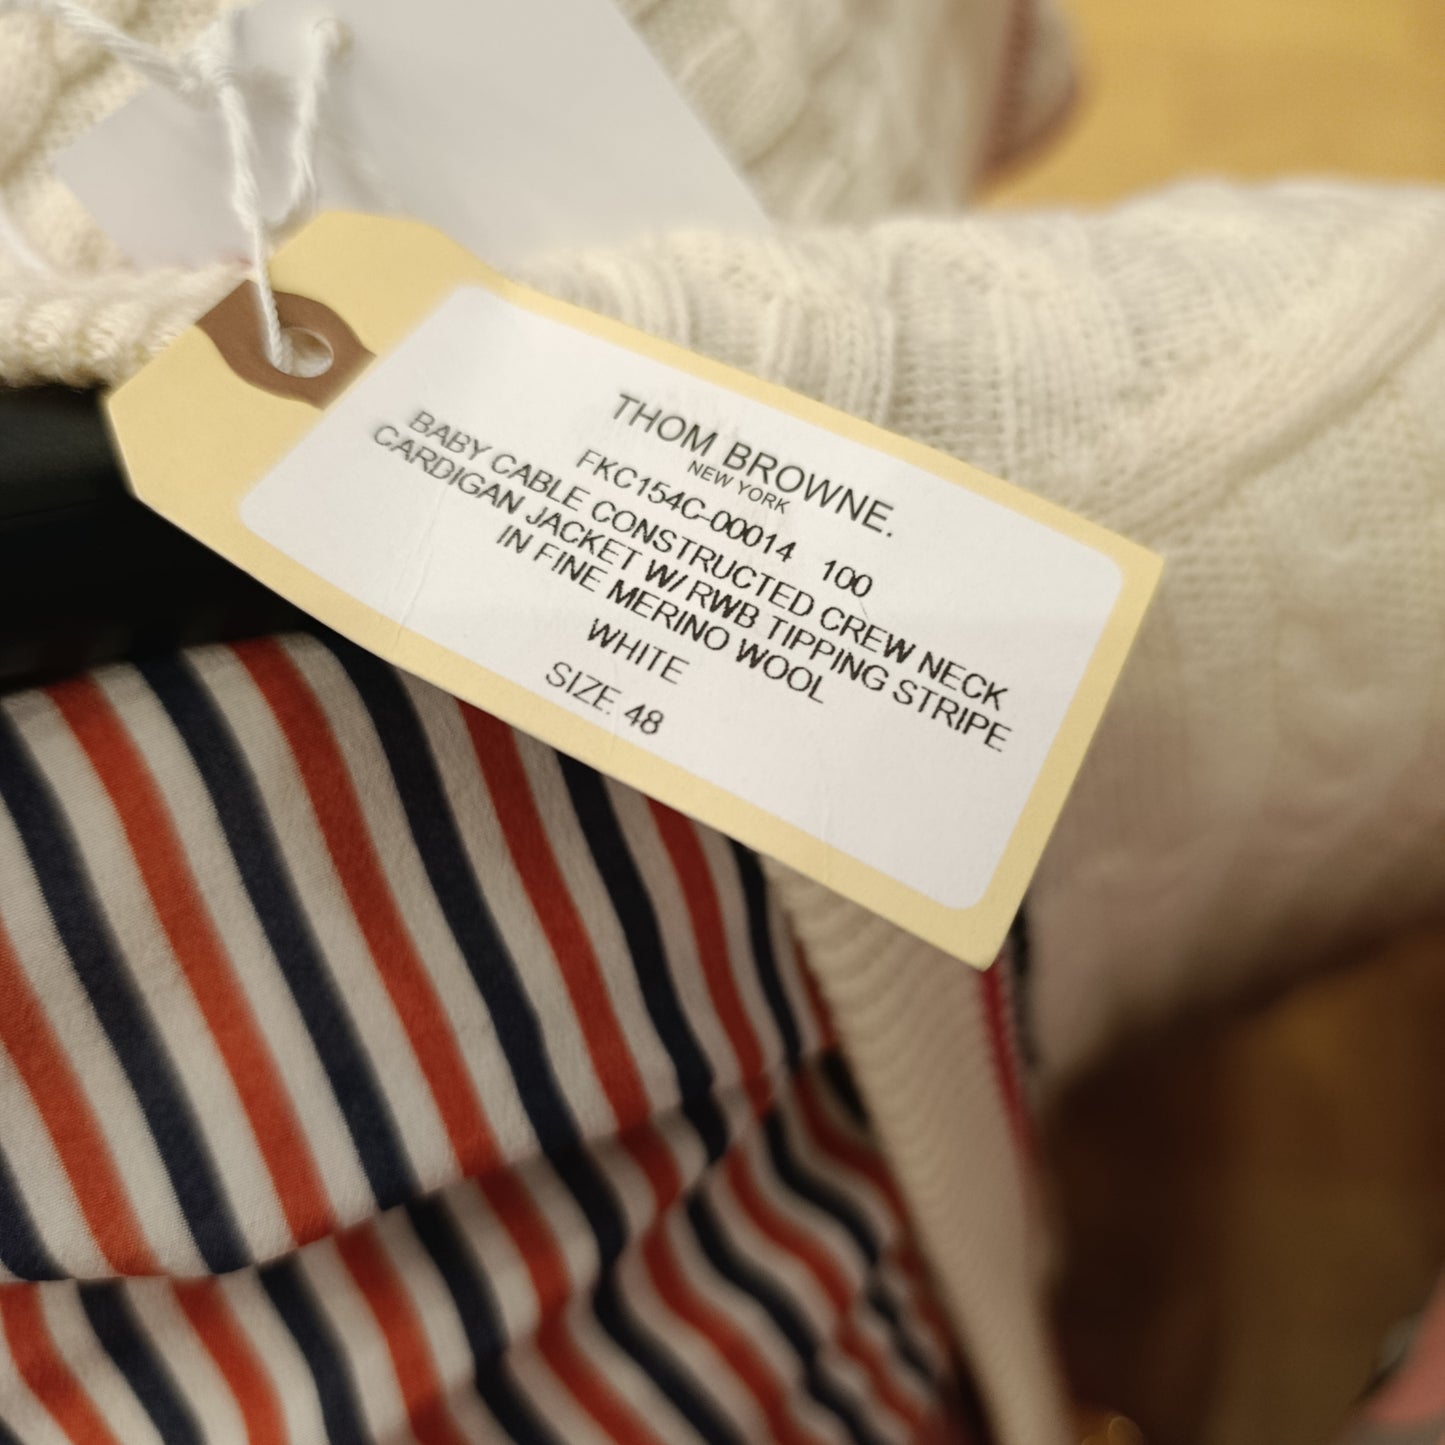 THOM BROWNE.
NEW YORK
FKC154C-00014 100
BABY CABLE CONSTRUCTED CREW NECK
CARDIGAN JACKET W/ RWB TIPPING STRIPE
IN FINE MERINO WOOL
WHITE
SIZE: 48